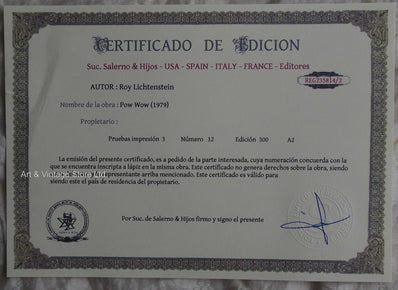 CERTIFICADO DE EDICION
Suc. Salerno & Hijos - USA - SPAIN - ITALY - FRANCE - Editores
REG235814/2
AUTOR : Roy Lichtenstein
Nombre de la obra : Pow Wow (1979)
Propietario :
Pruebas impresión 3 Número 12 Edición 300 A2
La emisión del presente certificado, es a pedido de la parte interesada, cuya numeración concuerda con la
que se encuentra inscripta a lápiz en la misma obra. Este certificado no genera derechos sobre la obra, siendo
representante arriba mencionado. Este certificado es válido para
siendo este el país de residencia del propietario.
Art & Vintage Store Ltd.
Por Suc. de Salerno & Hijos firmo y signo el presente